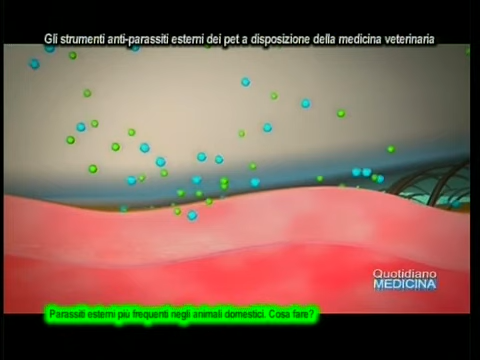 Gli strumenti anti-parassiti esterni dei pet a disposizione della medicina veterinaria
Quotidiano
MEDICINA
Parassiti esterni più frequenti negli animali domestici. Cosa fare?